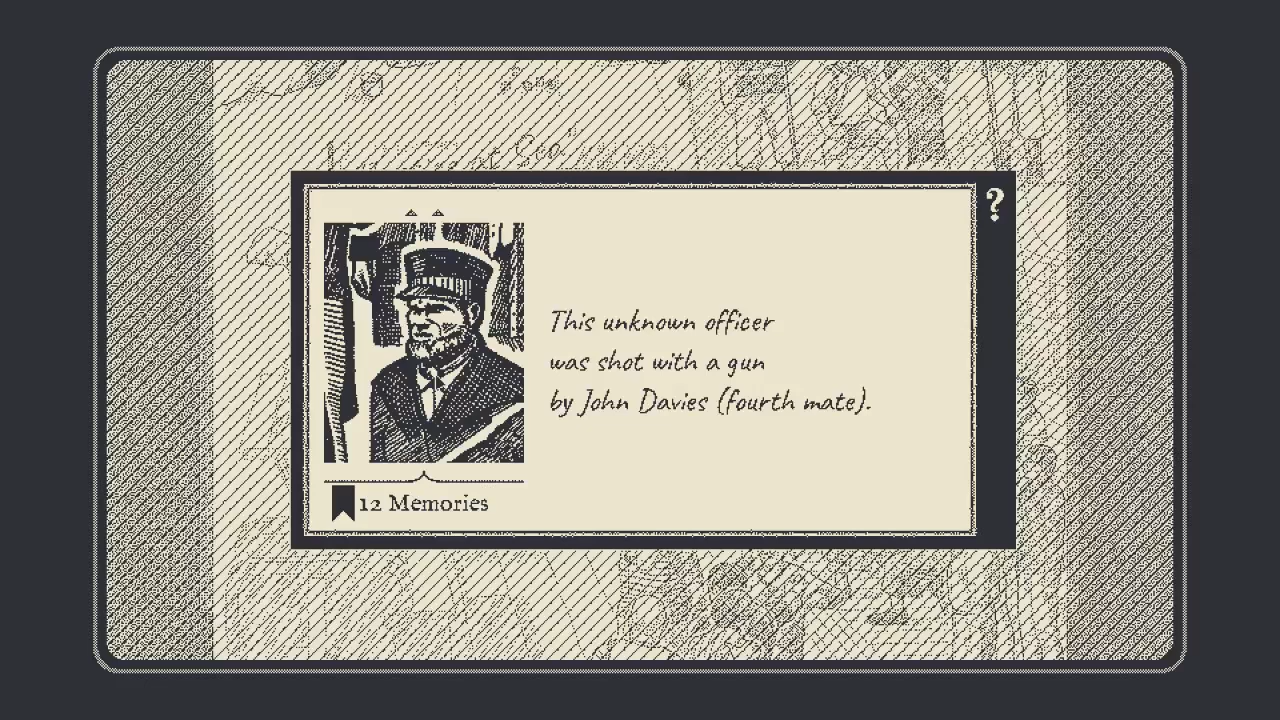 ?
This unknown officer
was shot with a gun
by John Davies (fourth mate).
12 Memories